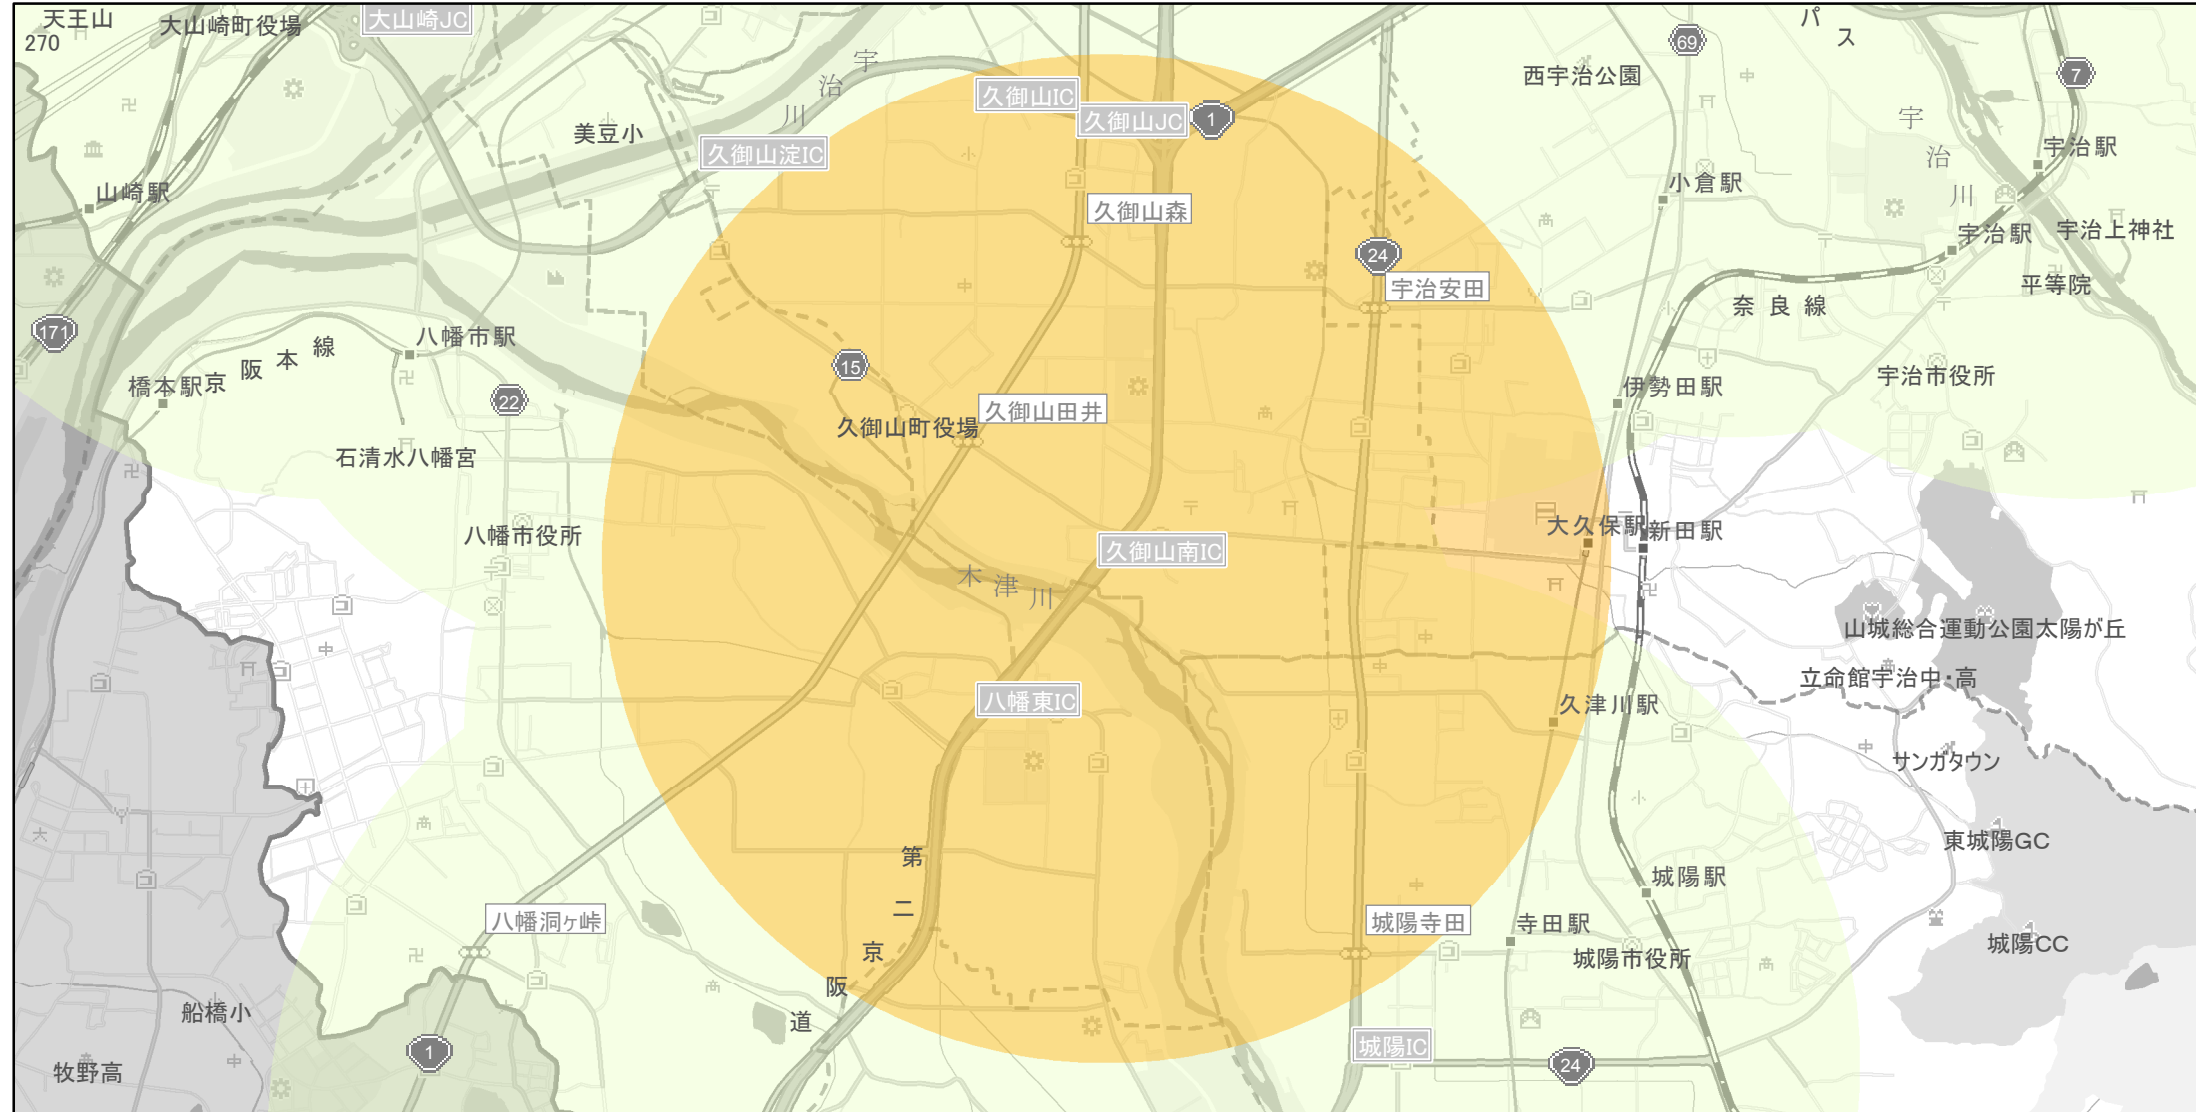 天王山
270
大山崎町役場
大山崎JC
パス
69
7
西宇治公園
宇治川
久御山IC
久御山JC
1
美豆小
久御山淀IC
宇治川
宇治駅
山崎駅
小倉駅
久御山森
宇治駅
宇治上神社
24
宇治安田
平等院
奈良線
171
八幡市駅
京阪本線
橋本駅
15
22
伊勢田駅
宇治市役所
久御山田井
久御山町役場
石清水八幡宮
八幡市役所
大久保駅
新田駅
久御山南IC
木津川
山城総合運動公園太陽が丘
立命館宇治中・高
八幡東IC
久津川駅
サンガタウン
東城陽GC
第二京阪道
城陽駅
八幡洞ヶ峠
城陽寺田
寺田駅
城陽CC
城陽市役所
船橋小
1
城陽IC
24
牧野高